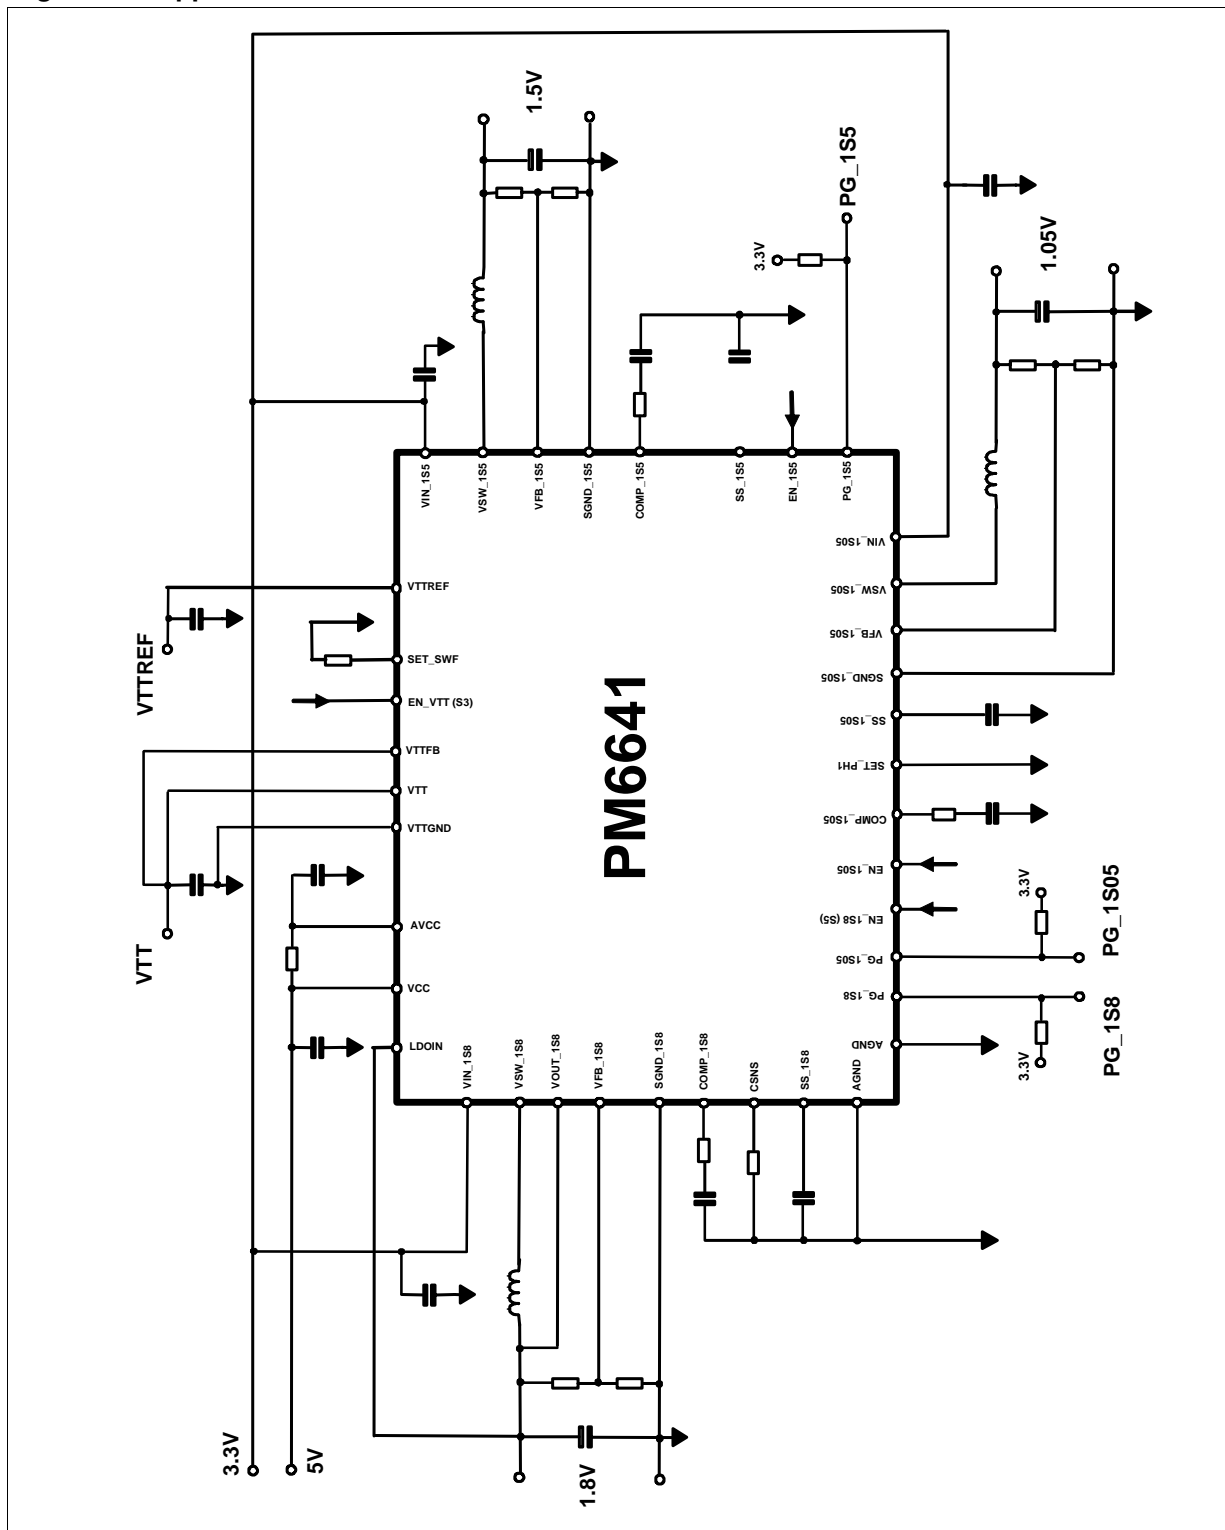 1.5V
PG_1S5
3.3V
1.05V
VIN_1S5
VSW_1S5
VFB_1S5
SGND_1S5
COMP_1S5
SS_1S5
EN_1S5
PG_1S5
VTTREF
VTTREF
SET_SWF
EN_VTT (S3)
VTTFB
VTT
VTTGND
AVCC
VCC
LDOIN
VTT
PM6641
VIN_1S05
VSW_1S05
VFB_1S05
SGND_1S05
SS_1S05
SET_PH1
COMP_1S05
EN_1S05
EN_1S8 (S5)
PG_1S05
PG_1S8
AGND
3.3V
PG_1S05
3.3V
PG_1S8
VIN_1S8
VSW_1S8
VOUT_1S8
VFB_1S8
SGND_1S8
COMP_1S8
CSNS
SS_1S8
AGND
3.3V
5V
1.8V